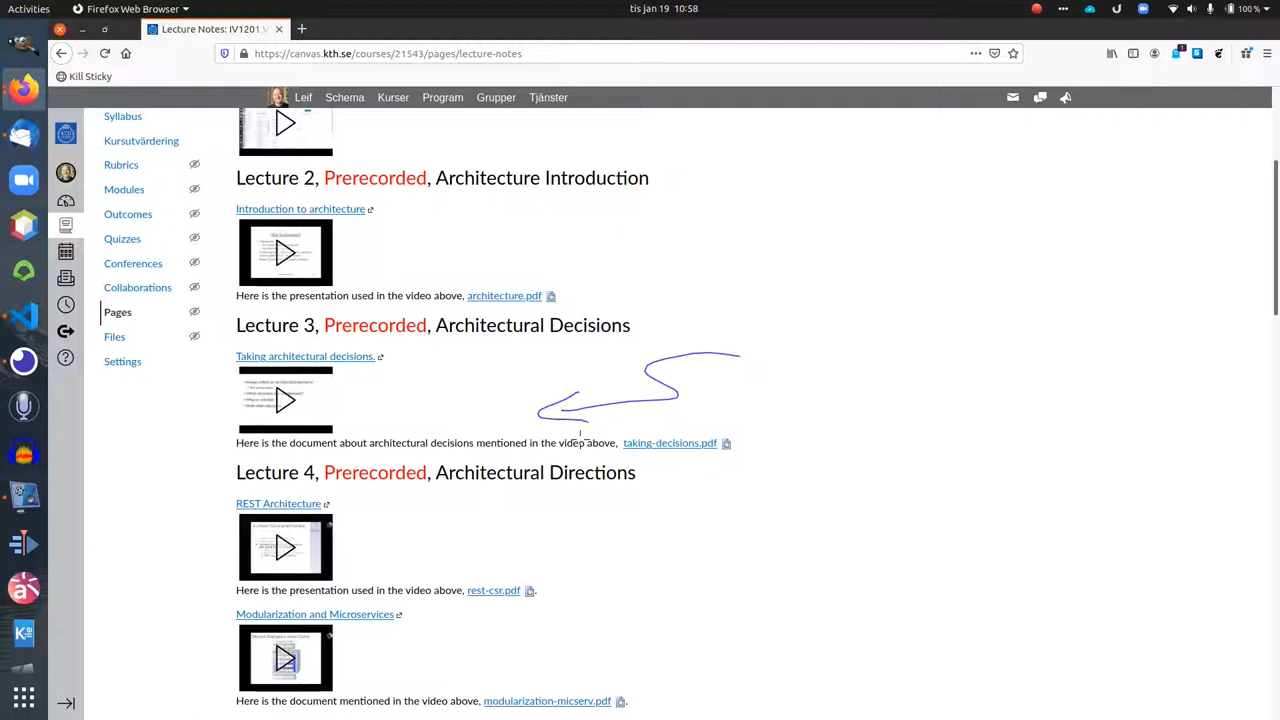 Activities
Firefox Web Browser
tis jan 19 10:58
100 %
Lecture Notes: IV1201
https://canvas.kth.se/courses/21543/pages/lecture-notes
1
Kill Sticky
Leif Schema Kurser Program Grupper Tjänster
Syllabus
Kursutvärdering
Rubrics
Modules
Outcomes
Quizzes
Conferences
Collaborations
Pages
Files
Settings
Lecture 2, Prerecorded, Architecture Introduction
Introduction to architecture
Here is the presentation used in the video above, architecture.pdf
Lecture 3, Prerecorded, Architectural Decisions
Taking architectural decisions.
Here is the document about architectural decisions mentioned in the video above, taking-decisions.pdf
Lecture 4, Prerecorded, Architectural Directions
REST Architecture
Here is the presentation used in the video above, rest-csr.pdf .
Modularization and Microservices
Here is the document mentioned in the video above, modularization-micserv.pdf .